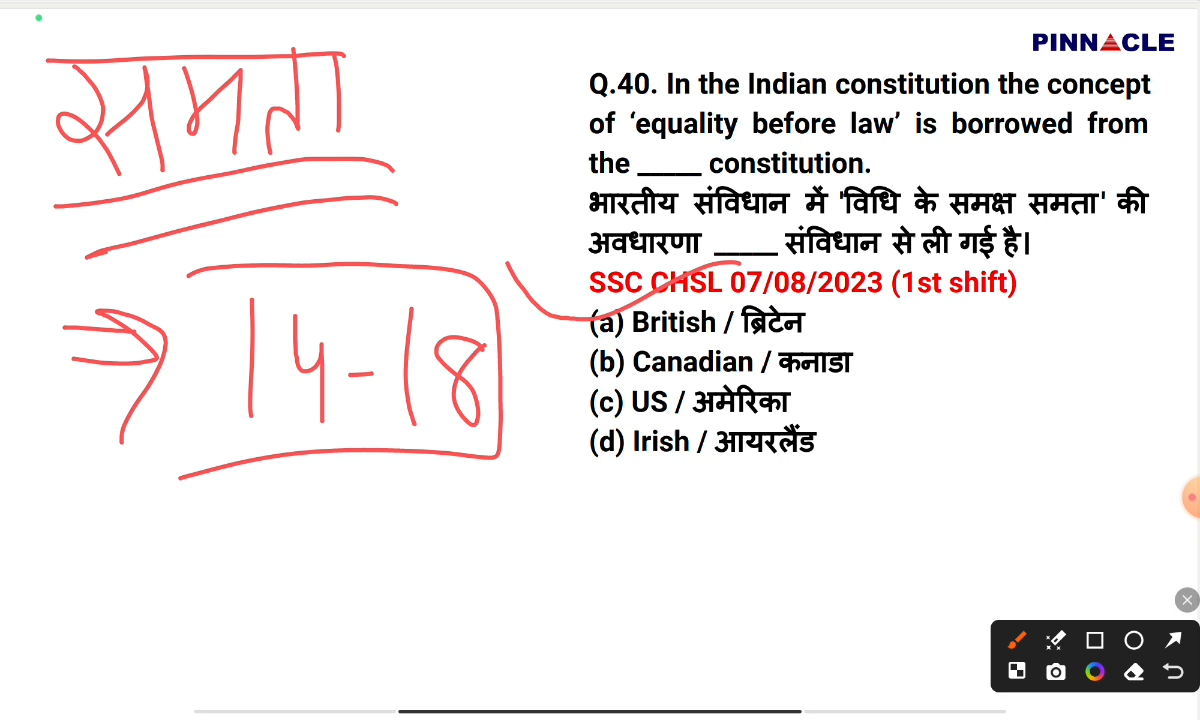 PINNACLE
समता
14-18
Q.40. In the Indian constitution the concept
of ‘equality before law’ is borrowed from
the _____ constitution.
भारतीय संविधान में 'विधि के समक्ष समता' की
अवधारणा _____ संविधान से ली गई है।
SSC CHSL 07/08/2023 (1st shift)
(a) British / ब्रिटेन
(b) Canadian / कनाडा
(c) US / अमेरिका
(d) Irish / आयरलैंड